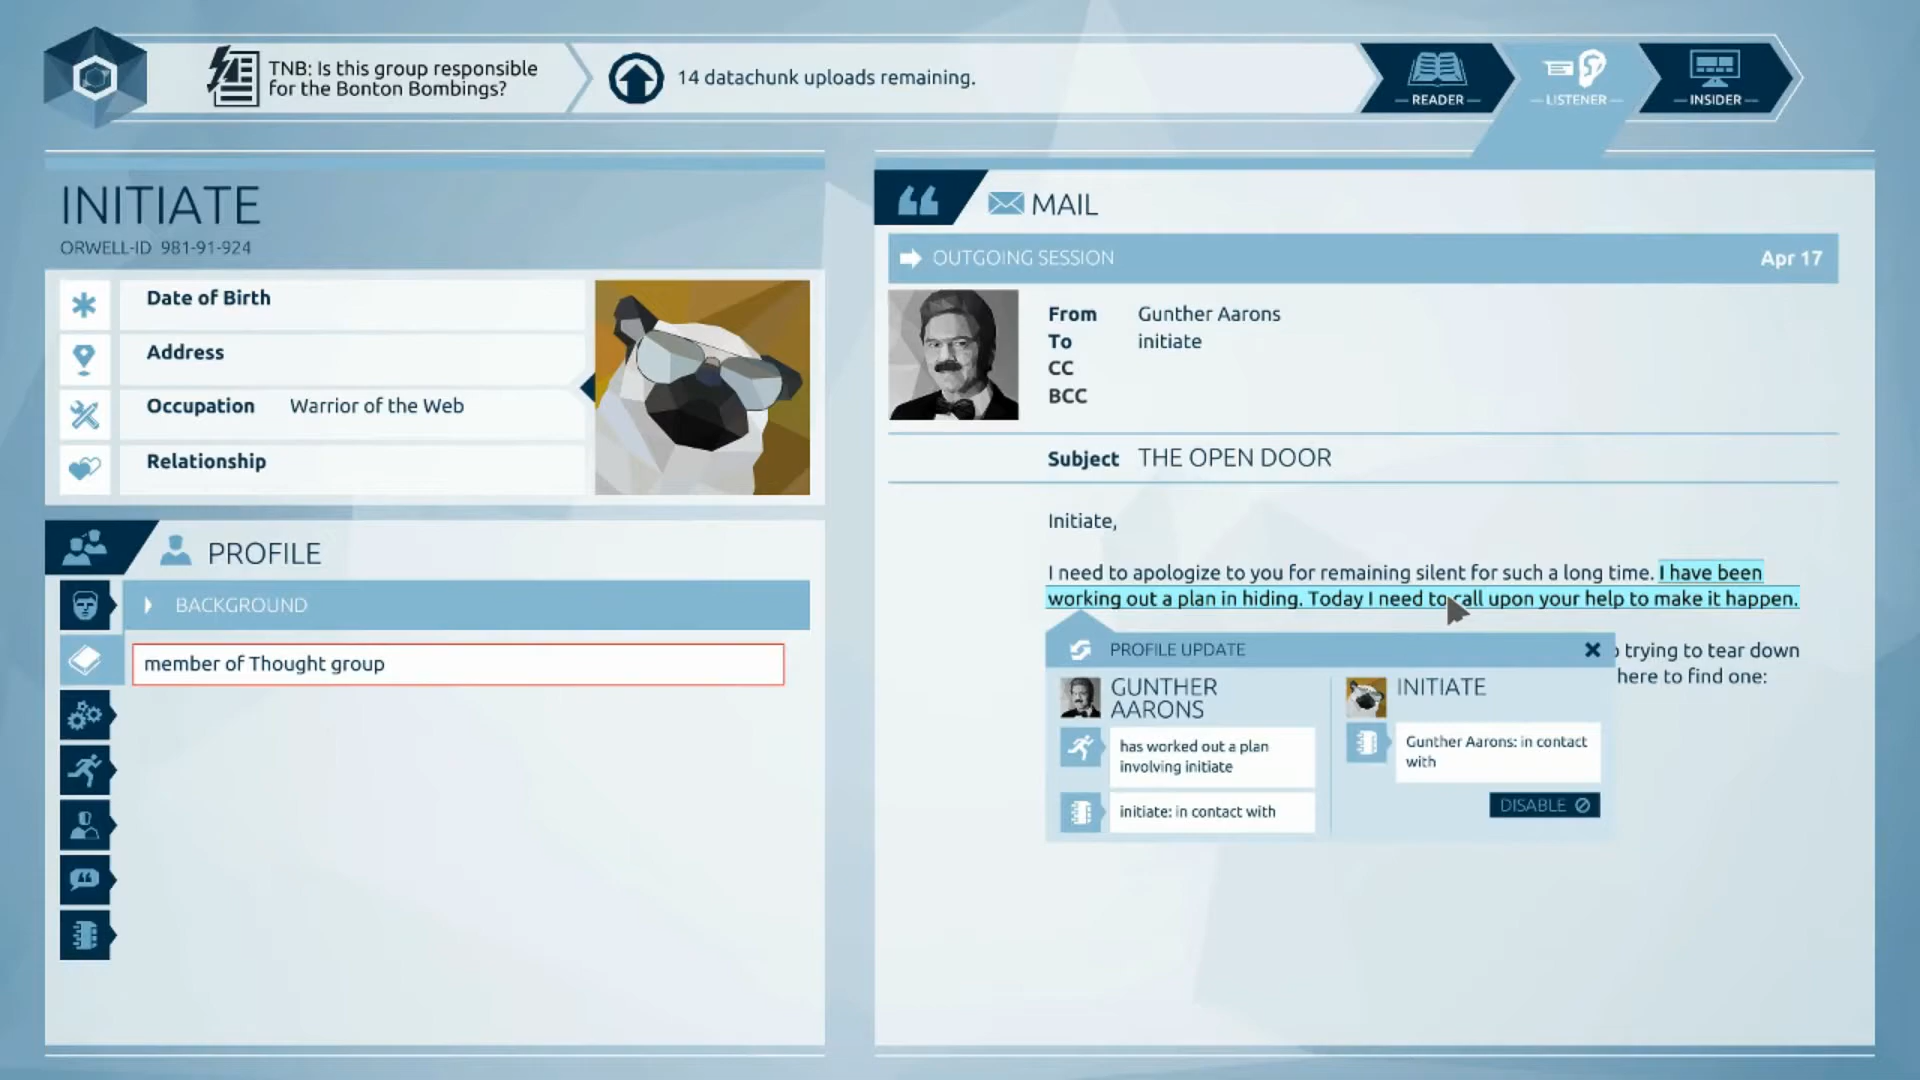 TNB: Is this group responsible
for the Bonton Bombings?
14 datachunk uploads remaining.
READER
LISTENER
INSIDER
INITIATE
ORWELL-ID 981-91-924
Date of Birth
Address
Occupation Warrior of the Web
Relationship
PROFILE
BACKGROUND
member of Thought group
MAIL
OUTGOING SESSION Apr 17
From Gunther Aarons
To initiate
CC
BCC
Subject THE OPEN DOOR
Initiate,
I need to apologize to you for remaining silent for such a long time. I have been
working out a plan in hiding. Today I need to call upon your help to make it happen.
trying to tear down
here to find one:
PROFILE UPDATE
GUNTHER
AARONS
has worked out a plan
involving initiate
initiate: in contact with
INITIATE
Gunther Aarons: in contact
with
DISABLE